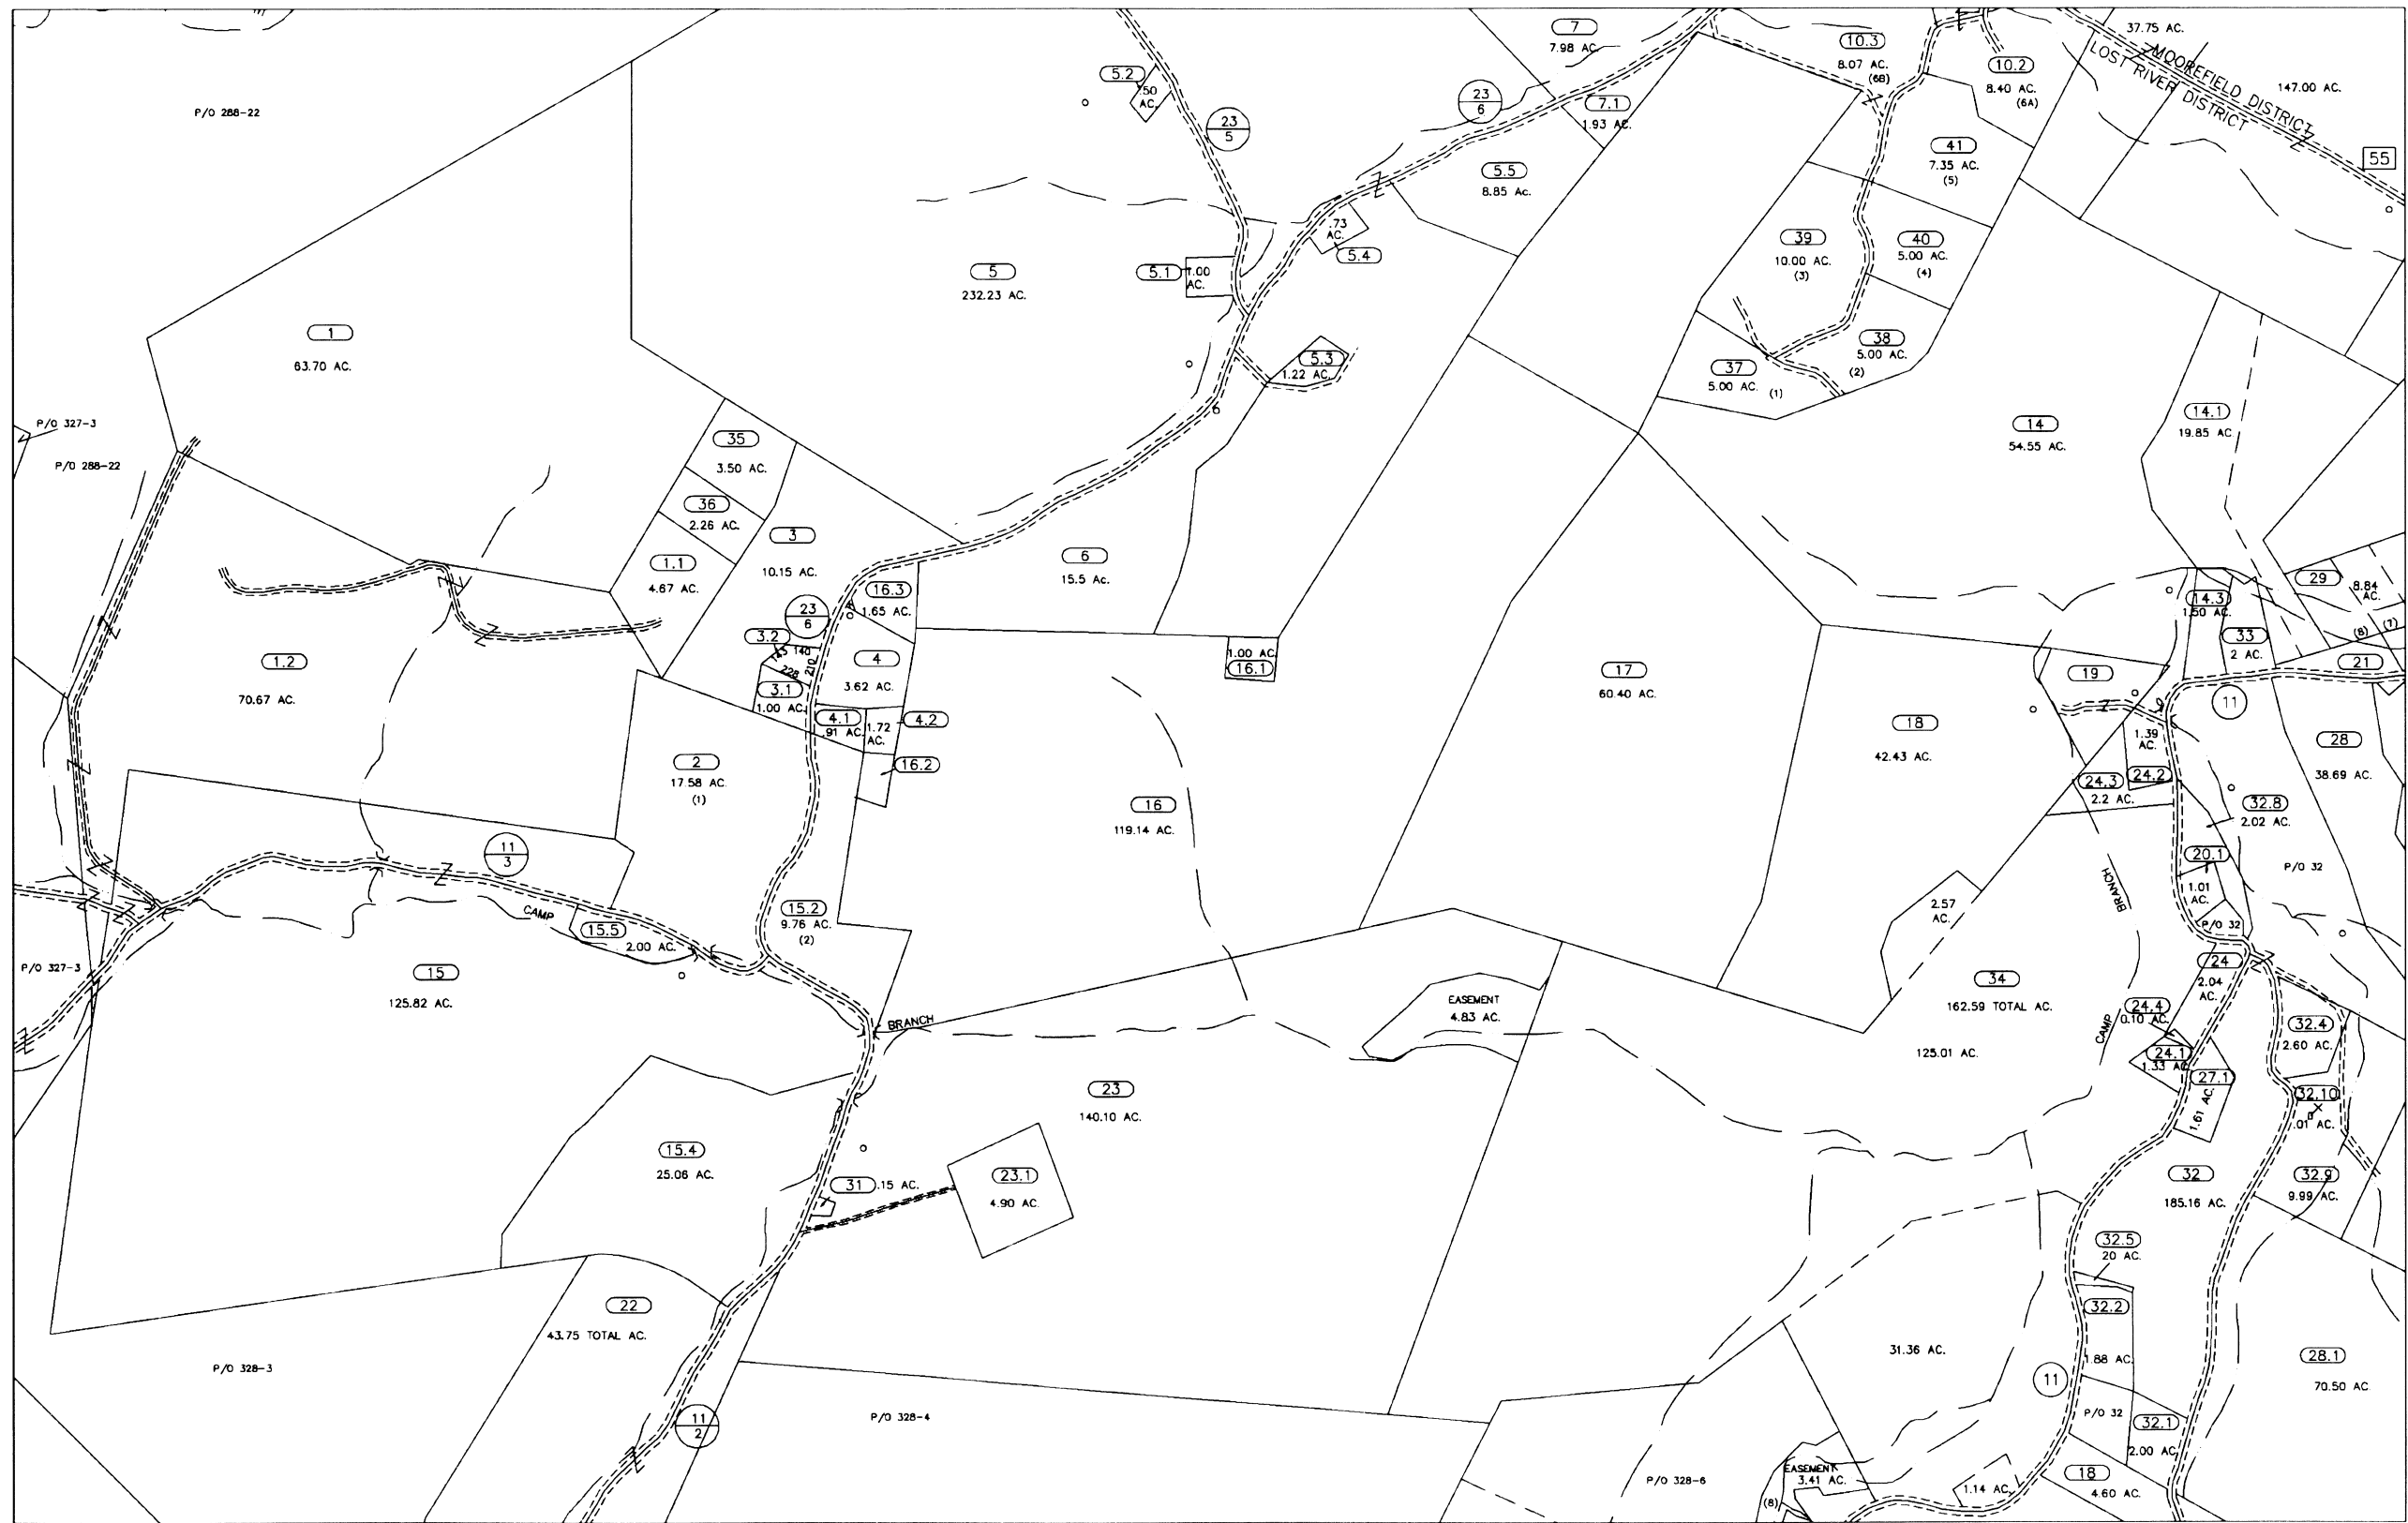 7
7.98 AC.
10.3
8.07 AC.
(6B)
37.75 AC.
MOOREFIELD DISTRICT
LOST RIVER DISTRICT
10.2
8.40 AC.
(6A)
147.00 AC.
5.2
.50
AC.
P/O 288-22
23
5
23
6
7.1
1.93 AC.
41
7.35 AC.
(5)
55
5.5
8.85 Ac.
.73
AC.
5.4
39
10.00 AC.
(3)
40
5.00 AC.
(4)
5
232.23 AC.
5.1
1.00
AC.
1
63.70 AC.
5.3
1.22 AC.
38
5.00 AC.
(2)
37
5.00 AC.
(1)
P/O 327-3
P/O 288-22
35
3.50 AC.
14
54.55 AC.
14.1
19.85 AC.
36
2.26 AC.
3
10.15 AC.
1.1
4.67 AC.
6
15.5 Ac.
16.3
1.65 AC.
23
6
29
8.84
AC.
14.3
1.50 AC.
33
2 AC.
(8)
(7)
21
3.2
145
140
210
228
3.1
1.00 AC.
4
3.62 AC.
1.00 AC.
16.1
1.2
70.67 AC.
17
60.40 AC.
19
11
4.1
.91 AC.
1.72
AC.
4.2
18
42.43 AC.
1.39
AC.
28
38.69 AC.
2
17.58 AC.
(1)
16.2
24.3
2.2 AC.
24.2
16
119.14 AC.
32.8
2.02 AC.
11
3
20.1
1.01
AC.
P/O 32
BRANCH
CAMP
15.5
2.00 AC.
15.2
9.76 AC.
(2)
2.57
AC.
P/O 32
P/O 327-3
15
125.82 AC.
EASEMENT
4.83 AC.
34
162.59 TOTAL AC.
24
2.04
AC.
BRANCH
24.4
0.10 AC.
CAMP
125.01 AC.
24.1
1.33 AC
32.4
2.60 AC.
27.1
1.61 AC.
32.10
.01 AC.
23
140.10 AC.
15.4
25.06 AC.
31
.15 AC.
23.1
4.90 AC.
32
185.16 AC.
32.9
9.99 AC.
32.5
20 AC.
22
43.75 TOTAL AC.
32.2
1.88 AC.
31.36 AC.
P/O 328-3
11
28.1
70.50 AC.
11
2
P/O 328-4
P/O 32
32.1
2.00 AC.
P/O 328-6
EASEMENT
3.41 AC.
(8)
1.14 AC.
18
4.60 AC.